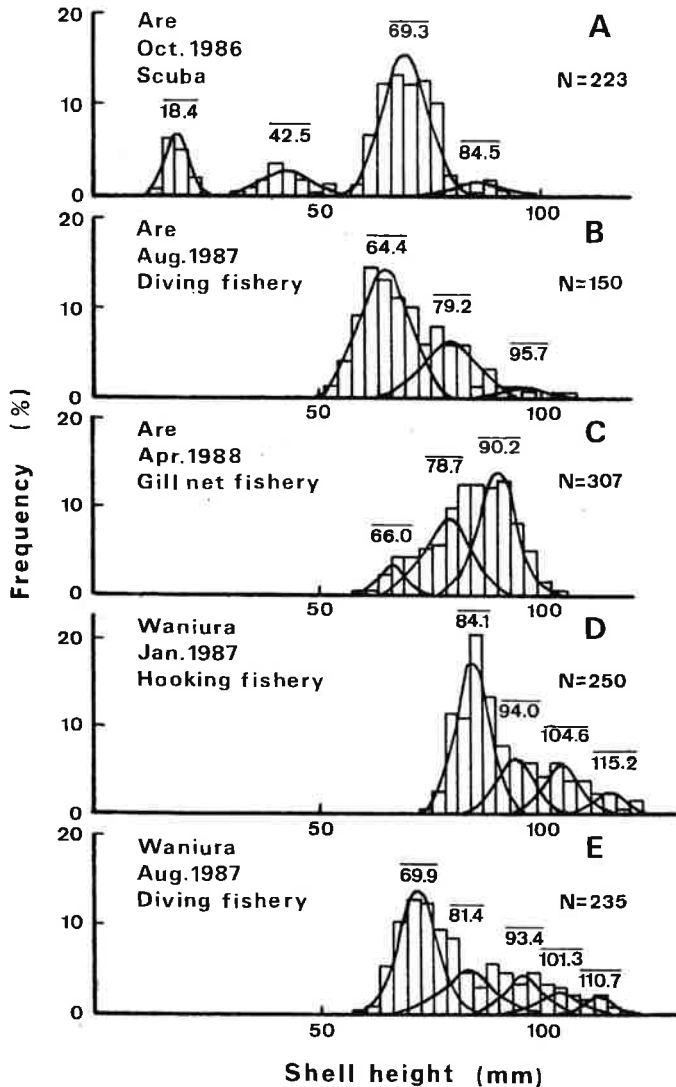 Are
Oct. 1986
Scuba
A
N=223
18.4
42.5
69.3
84.5
20
10
0
50
100
Are
Aug. 1987
Diving fishery
B
N=150
64.4
79.2
95.7
20
10
0
50
100
Are
Apr. 1988
Gill net fishery
C
N=307
66.0
78.7
90.2
20
10
0
50
100
Waniura
Jan. 1987
Hooking fishery
D
N=250
84.1
94.0
104.6
115.2
20
10
0
50
100
Waniura
Aug. 1987
Diving fishery
E
N=235
69.9
81.4
93.4
101.3
110.7
20
10
0
50
100
Frequency (%)
Shell height (mm)